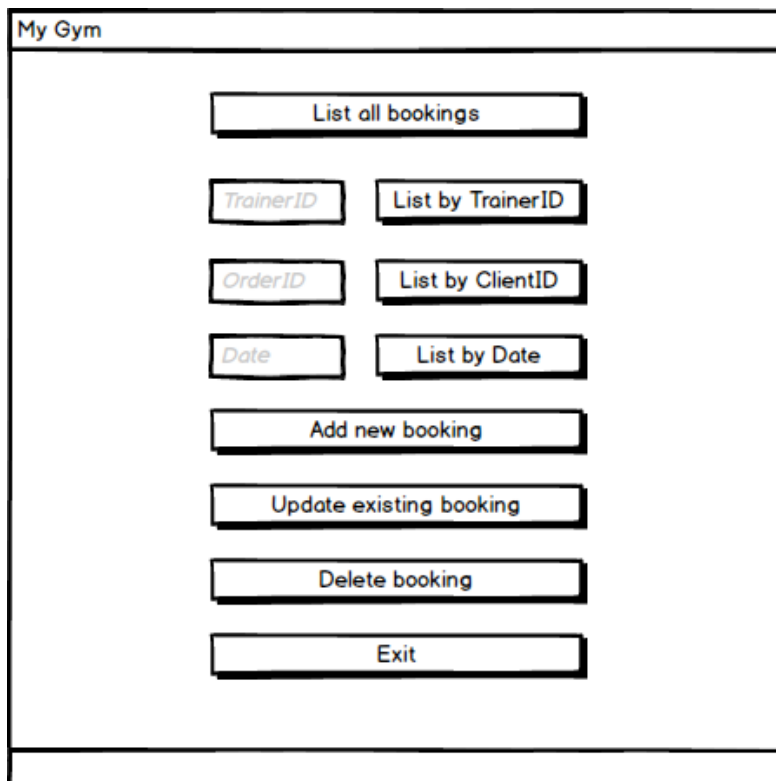 My Gym
List all bookings
TrainerID List by TrainerID
OrderID List by ClientID
Date List by Date
Add new booking
Update existing booking
Delete booking
Exit